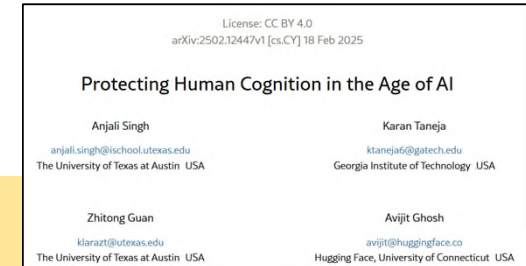 License: CC BY 4.0
arXiv:2502.12447v1 [cs.CY] 18 Feb 2025
Protecting Human Cognition in the Age of AI
Anjali Singh
anjali.singh@ischool.utexas.edu
The University of Texas at Austin USA
Karan Taneja
ktaneja6@gatech.edu
Georgia Institute of Technology USA
Zhitong Guan
klarazt@utexas.edu
The University of Texas at Austin USA
Avijit Ghosh
avijit@huggingface.co
Hugging Face, University of Connecticut USA